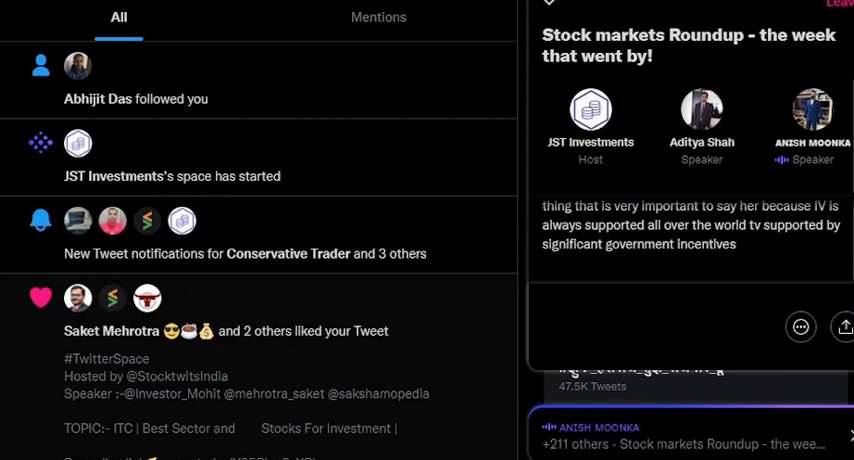 All
Mentions
Abhijit Das followed you
JST Investments's space has started
New Tweet notifications for Conservative Trader and 3 others
Saket Mehrotra 😎☕💰 and 2 others liked your Tweet
#TwitterSpace
Hosted by @StocktwitsIndia
Speaker :-@Investor_Mohit @mehrotra_saket @sakshamopedia
TOPIC:- ITC | Best Sector and Stocks For Investment |
Leav
Stock markets Roundup - the week
that went by!
JST Investments
Host
Aditya Shah
Speaker
ANISH MOONKA
Speaker
thing that is very important to say her because IV is
always supported all over the world tv supported by
significant government incentives
47.5K Tweets
ANISH MOONKA
+211 others · Stock markets Roundup - the wee...